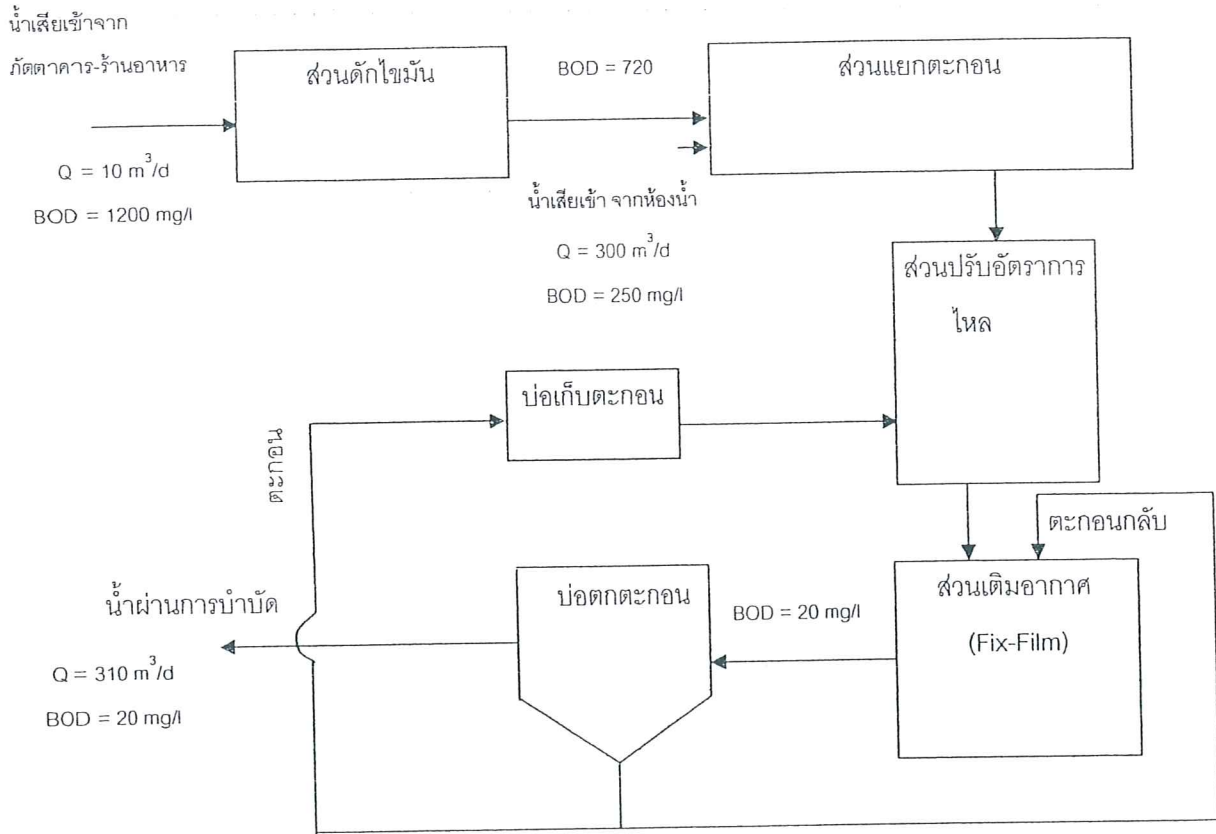 น้ำเสียเข้าจาก
ภัตตาคาร-ร้านอาหาร
Q = 10 m³/d
BOD = 1200 mg/l
ส่วนดักไขมัน
BOD = 720
ส่วนแยกตะกอน
น้ำเสียเข้า จากห้องน้ำ
Q = 300 m³/d
BOD = 250 mg/l
ส่วนปรับอัตราการ
ไหล
บ่อเก็บตะกอน
ตะกอน
ตะกอนกลับ
ส่วนเติมอากาศ
(Fix-Film)
BOD = 20 mg/l
บ่อตกตะกอน
น้ำผ่านการบำบัด
Q = 310 m³/d
BOD = 20 mg/l